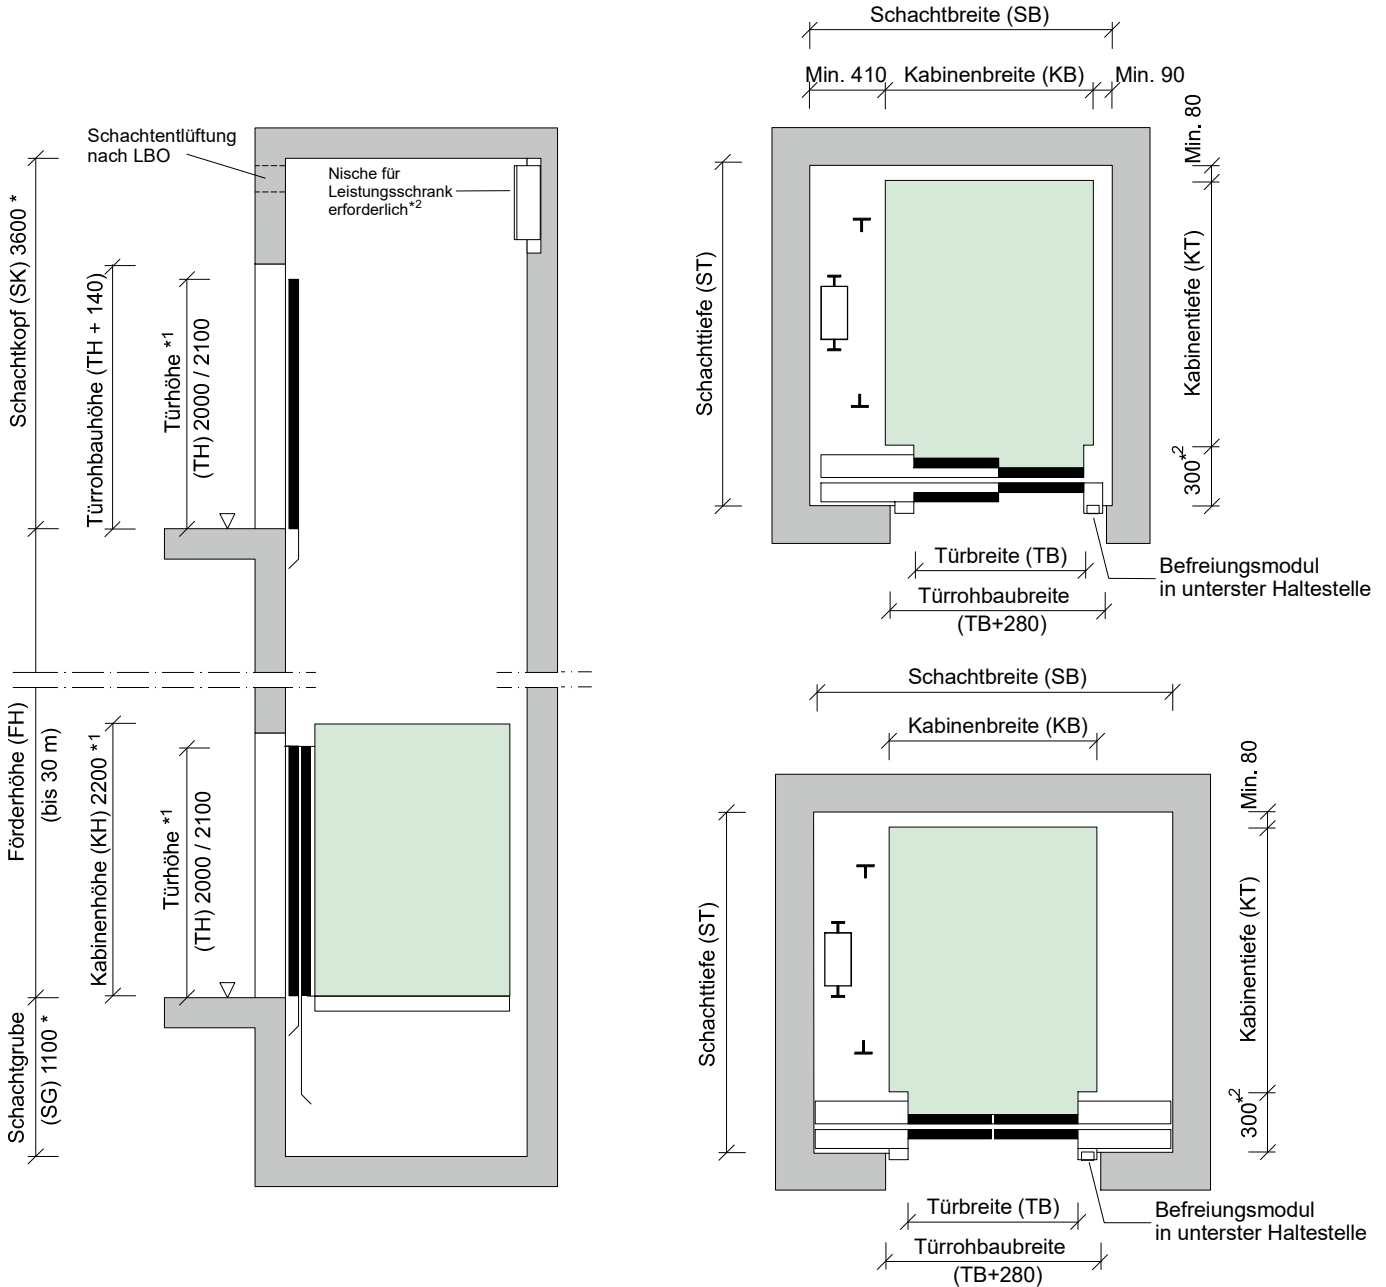 Schachtentlüftung
nach LBO
Nische für
Leistungsschrank
erforderlich*2
Schachtkopf (SK) 3600 *
Türrohbauhöhe (TH + 140)
Türhöhe *1
(TH) 2000 / 2100
Förderhöhe (FH)
(bis 30 m)
Kabinenhöhe (KH) 2200 *1
Türhöhe *1
(TH) 2000 / 2100
Schachtgrube
(SG) 1100 *
Schachtbreite (SB)
Min. 410
Kabinenbreite (KB)
Min. 90
Min. 80
Schachttiefe (ST)
Kabinentiefe (KT)
300*2
Türbreite (TB)
Türrohbaubreite
(TB+280)
Befreiungsmodul
in unterster Haltestelle
Schachtbreite (SB)
Kabinenbreite (KB)
Min. 80
Schachttiefe (ST)
Kabinentiefe (KT)
300*2
Türbreite (TB)
Türrohbaubreite
(TB+280)
Befreiungsmodul
in unterster Haltestelle